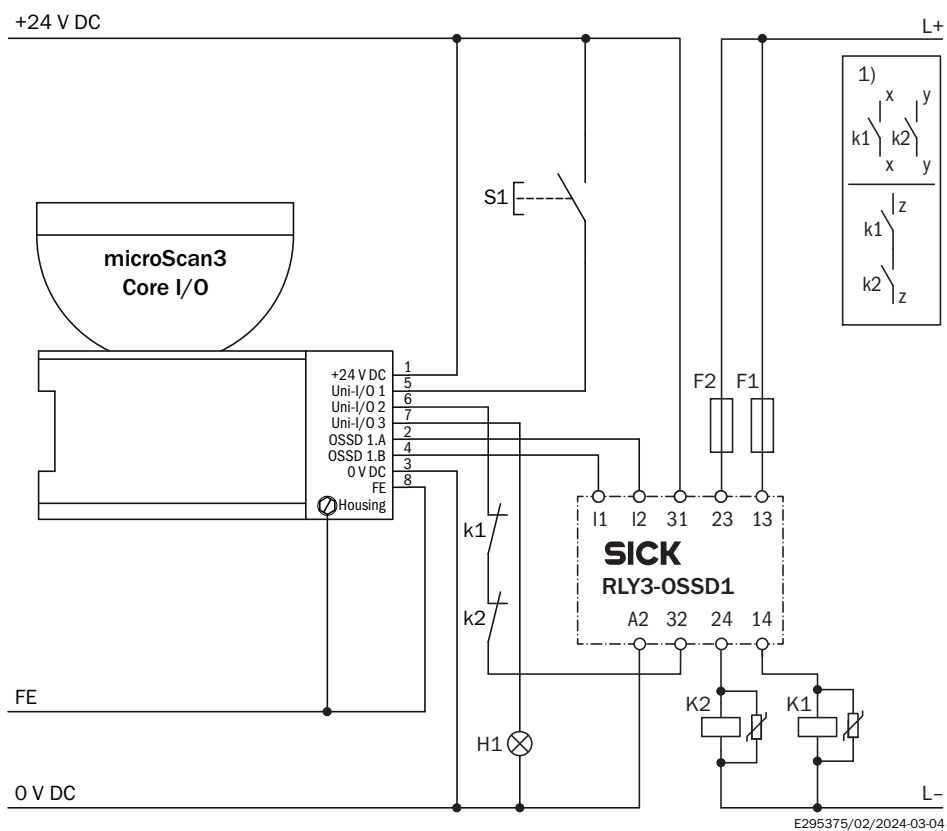 +24 V DC
L+
1)
x
y
k1
k2
x
y
z
k1
k2
z
S1
microScan3
Core I/O
+24 V DC 1
Uni-I/O 1 5
Uni-I/O 2 6
Uni-I/O 3 7
OSSD 1.A 2
OSSD 1.B 4
0 V DC 3
FE 8
Housing
F2
F1
I1 I2 31 23 13
SICK
RLY3-OSSD1
A2 32 24 14
k1
k2
FE
K2
K1
H1
0 V DC
L–
E295375/02/2024-03-04